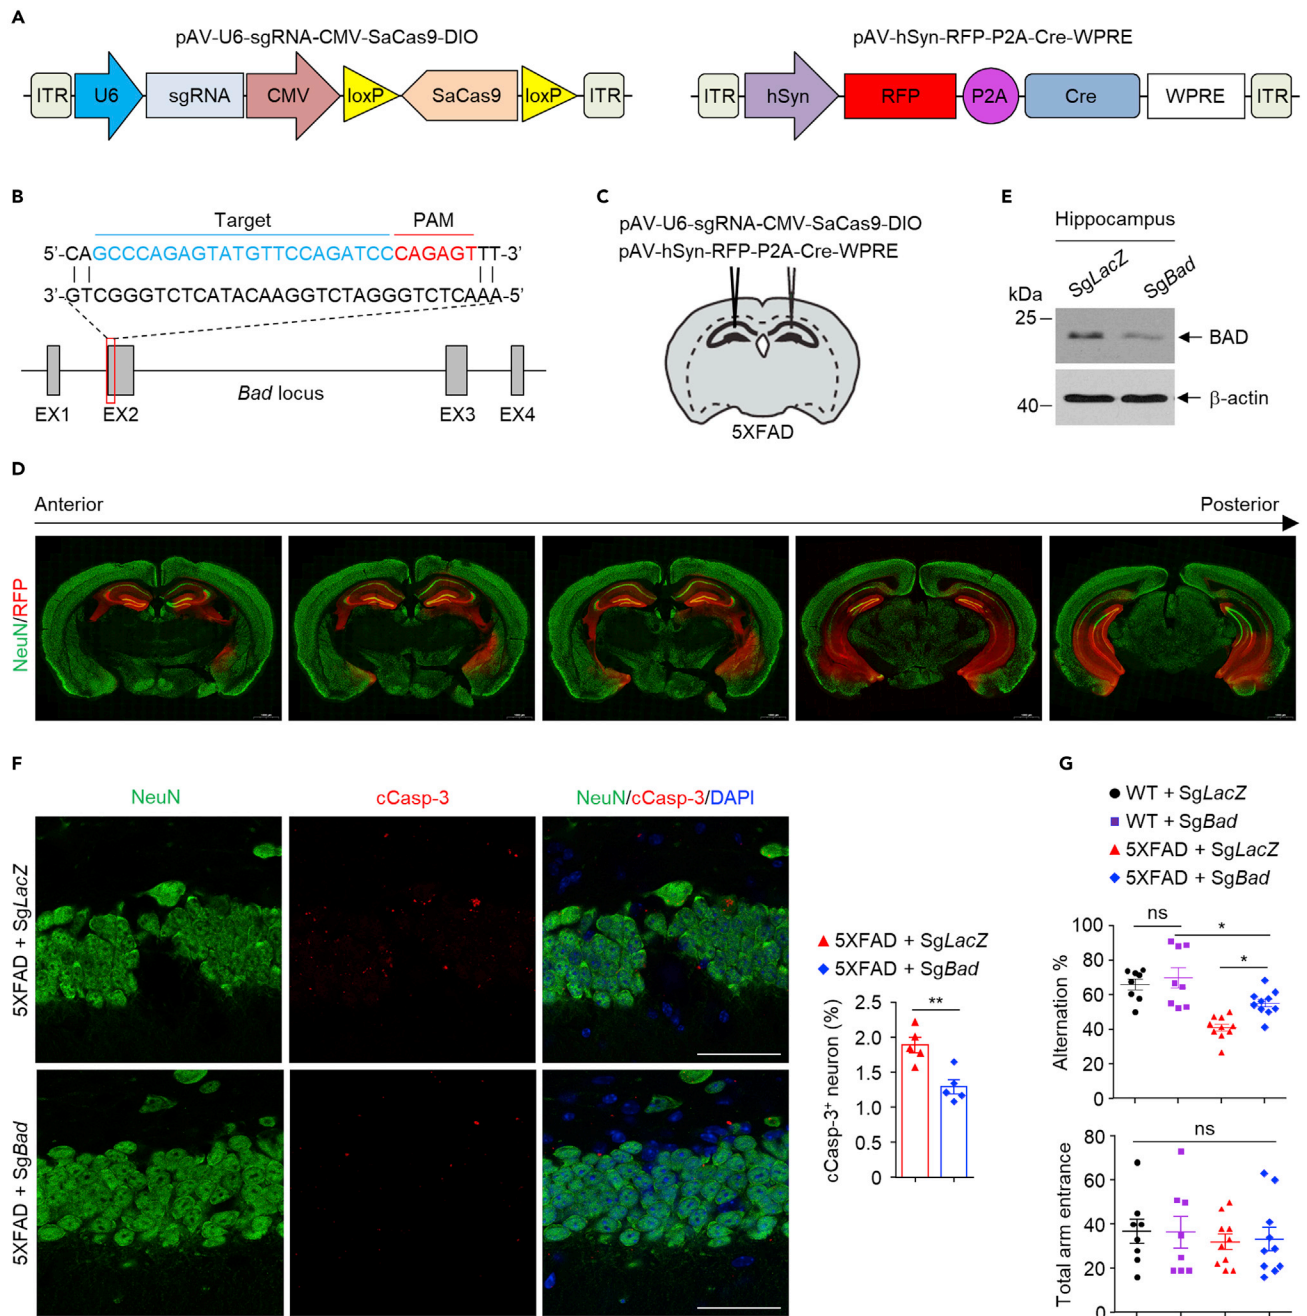 A
pAV-U6-sgRNA-CMV-SaCas9-DIO
ITR U6 sgRNA CMV loxP SaCas9 loxP ITR
pAV-hSyn-RFP-P2A-Cre-WPRE
ITR hSyn RFP P2A Cre WPRE ITR
B
Target PAM
5'-CAGCCCAGAGTATGTTCCAGATCCCAGAGTTT-3'
3'-GTCGGGTCTCATACAAGGTCTAGGGTCTCAAA-5'
EX1 EX2 Bad locus EX3 EX4
C
pAV-U6-sgRNA-CMV-SaCas9-DIO
pAV-hSyn-RFP-P2A-Cre-WPRE
5XFAD
E
Hippocampus
SgLacZ SgBad
kDa
25
BAD
40
β-actin
D
Anterior Posterior
NeuN/RFP
F
NeuN cCasp-3 NeuN/cCasp-3/DAPI
5XFAD + SgLacZ
5XFAD + SgBad
5XFAD + SgLacZ
5XFAD + SgBad
cCasp-3+ neuron (%)
2.5
2.0
1.5
1.0
0.5
0
**
G
WT + SgLacZ
WT + SgBad
5XFAD + SgLacZ
5XFAD + SgBad
Alternation %
100
80
60
40
20
0
ns
*
*
Total arm entrance
80
60
40
20
0
ns